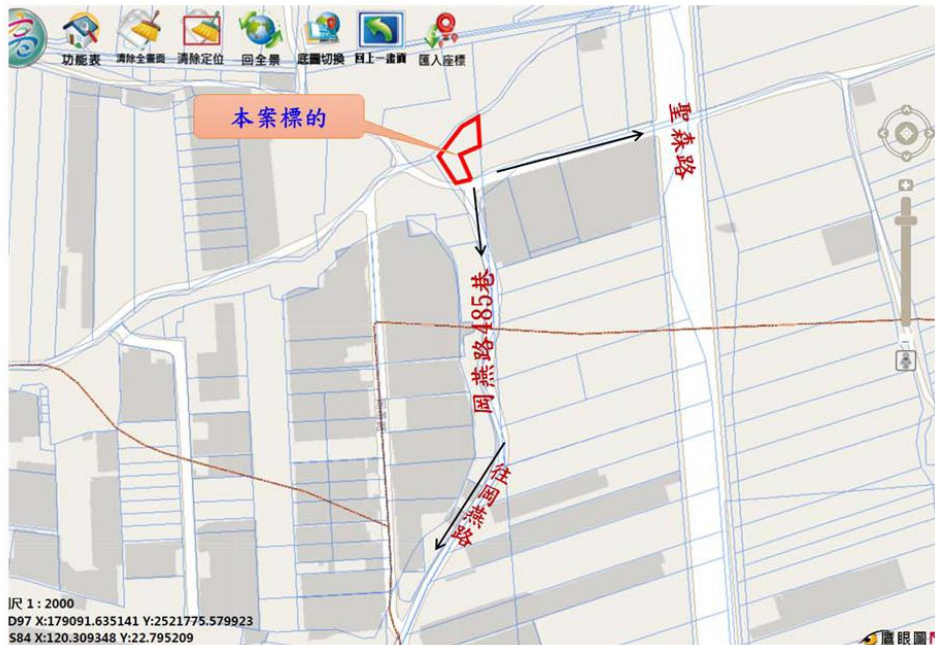 功能表 清除全畫面 清除定位 回全景 底圖切換 回上一畫面 匯入座標
本案標的
聖森路
岡燕路485巷
往岡燕路
尺 1 : 2000
D97 X:179091.635141 Y:2521775.579923
S84 X:120.309348 Y:22.795209
鷹眼圖